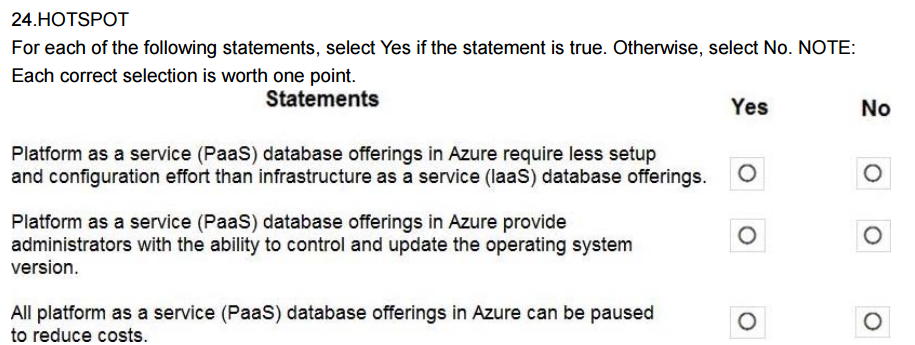 24.HOTSPOT
For each of the following statements, select Yes if the statement is true. Otherwise, select No. NOTE:
Each correct selection is worth one point.
Statements Yes No
Platform as a service (PaaS) database offerings in Azure require less setup
and configuration effort than infrastructure as a service (IaaS) database offerings.
Platform as a service (PaaS) database offerings in Azure provide
administrators with the ability to control and update the operating system
version.
All platform as a service (PaaS) database offerings in Azure can be paused
to reduce costs.